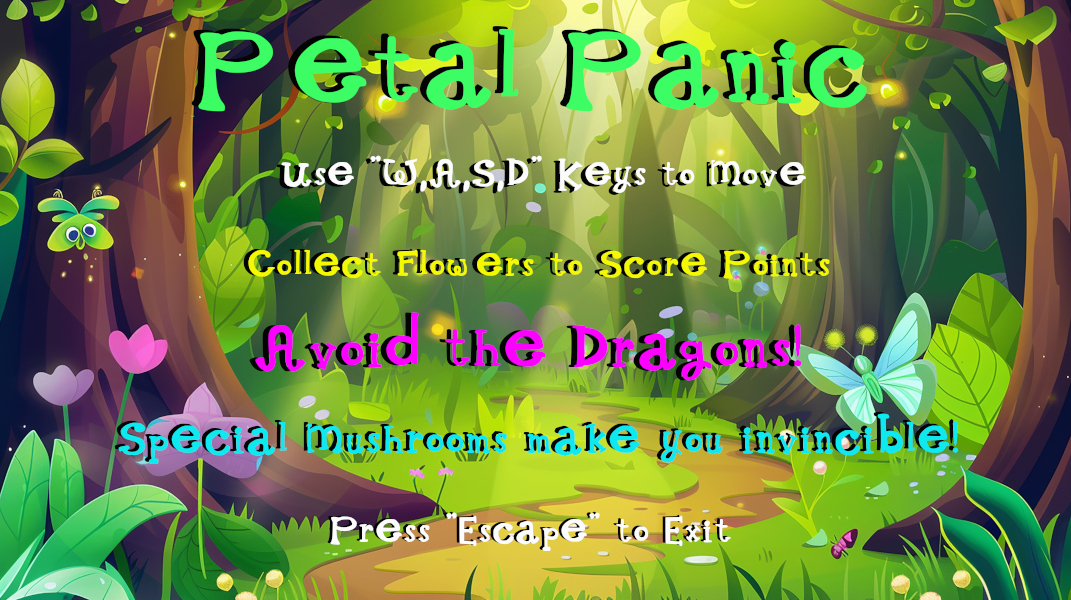 Petal Panic
Use "W,A,S,D" Keys to Move
Collect Flowers to Score Points
Avoid the Dragons!
Special Mushrooms make you invincible!
Press "Escape" to Exit